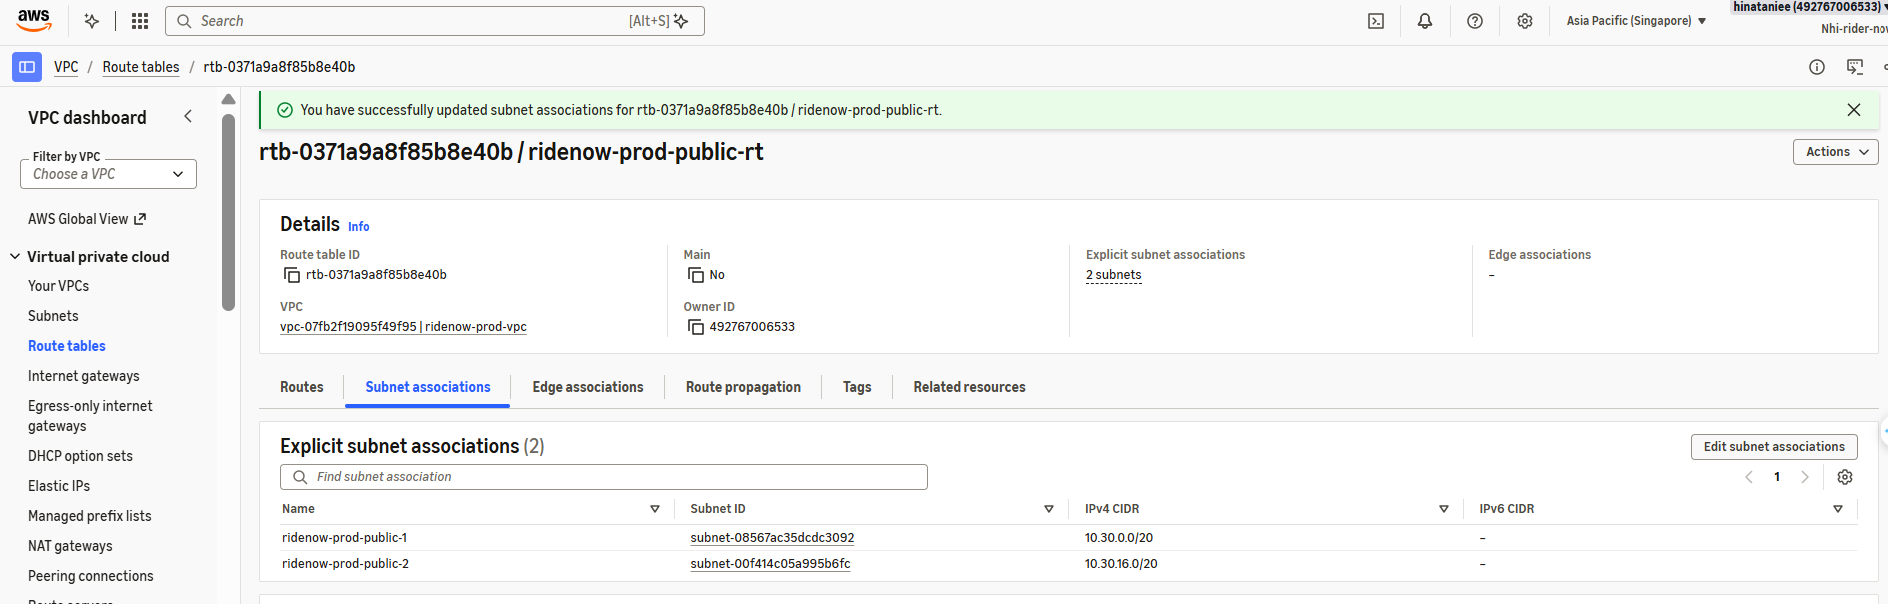 aws
Search
[Alt+S]
Asia Pacific (Singapore)
hinataniee (492767006533)
VPC / Route tables / rtb-0371a9a8f85b8e40b
VPC dashboard
Filter by VPC
Choose a VPC
AWS Global View
Virtual private cloud
Your VPCs
Subnets
Route tables
Internet gateways
Egress-only internet
gateways
DHCP option sets
Elastic IPs
Managed prefix lists
NAT gateways
Peering connections
You have successfully updated subnet associations for rtb-0371a9a8f85b8e40b / ridenow-prod-public-rt.
rtb-0371a9a8f85b8e40b / ridenow-prod-public-rt
Actions
Details Info
Route table ID
rtb-0371a9a8f85b8e40b
Main
No
Explicit subnet associations
2 subnets
Edge associations
–
VPC
vpc-07fb2f19095f49f95 | ridenow-prod-vpc
Owner ID
492767006533
Routes
Subnet associations
Edge associations
Route propagation
Tags
Related resources
Explicit subnet associations (2)
Edit subnet associations
Find subnet association
1
Name Subnet ID IPv4 CIDR IPv6 CIDR
ridenow-prod-public-1 subnet-08567ac35dcdc3092 10.30.0.0/20 –
ridenow-prod-public-2 subnet-00f414c05a995b6fc 10.30.16.0/20 –